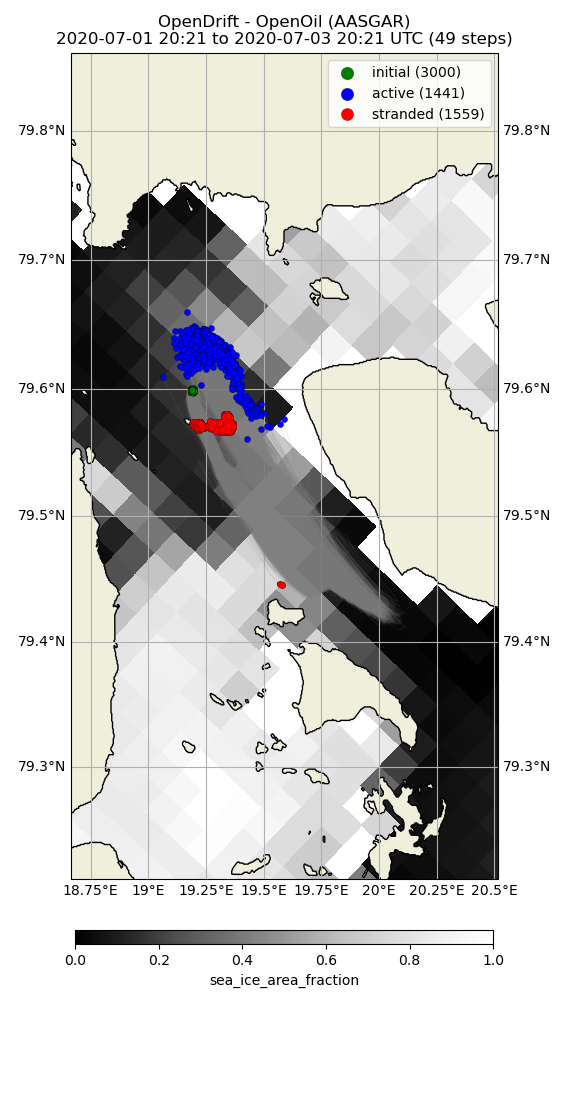 OpenDrift - OpenOil (AASGAR)
2020-07-01 20:21 to 2020-07-03 20:21 UTC (49 steps)
initial (3000)
active (1441)
stranded (1559)
79.8°N 79.8°N
79.7°N 79.7°N
79.6°N 79.6°N
79.5°N 79.5°N
79.4°N 79.4°N
79.3°N 79.3°N
18.75°E 19°E 19.25°E 19.5°E 19.75°E 20°E 20.25°E 20.5°E
0.0 0.2 0.4 0.6 0.8 1.0
sea_ice_area_fraction